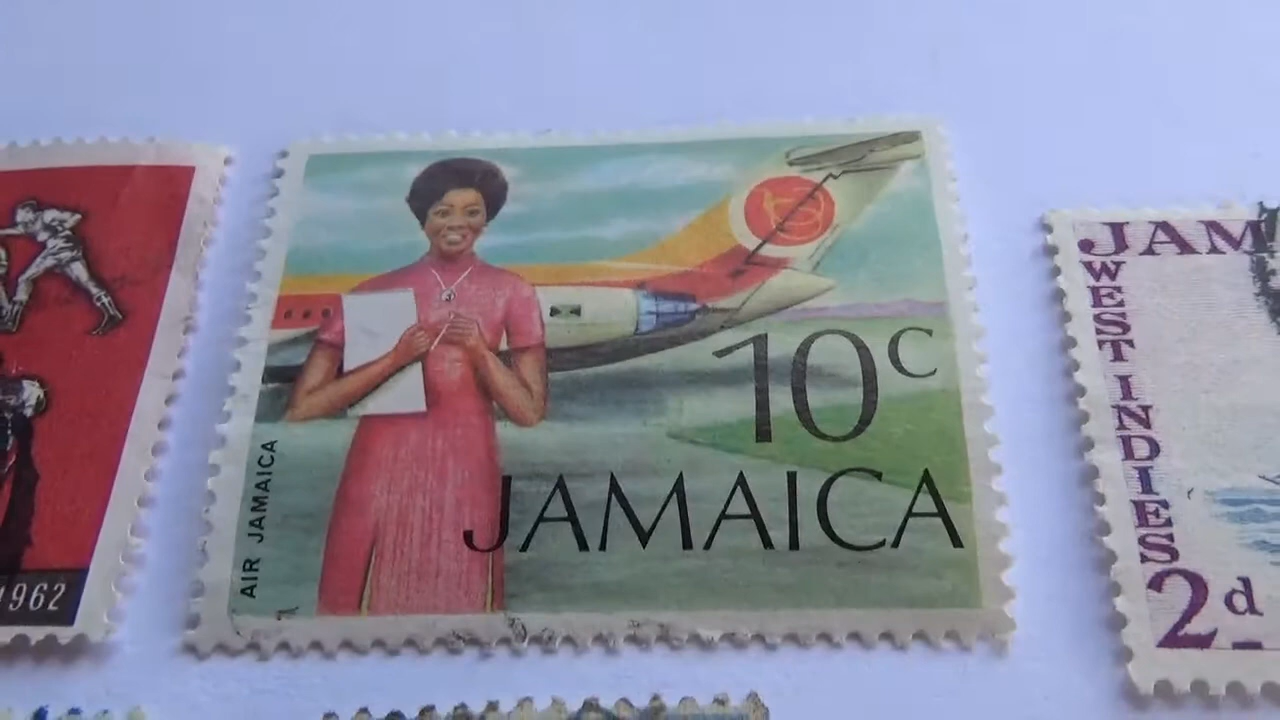 1962
AIR JAMAICA
10c
JAMAICA
JAM
WEST INDIES
2d